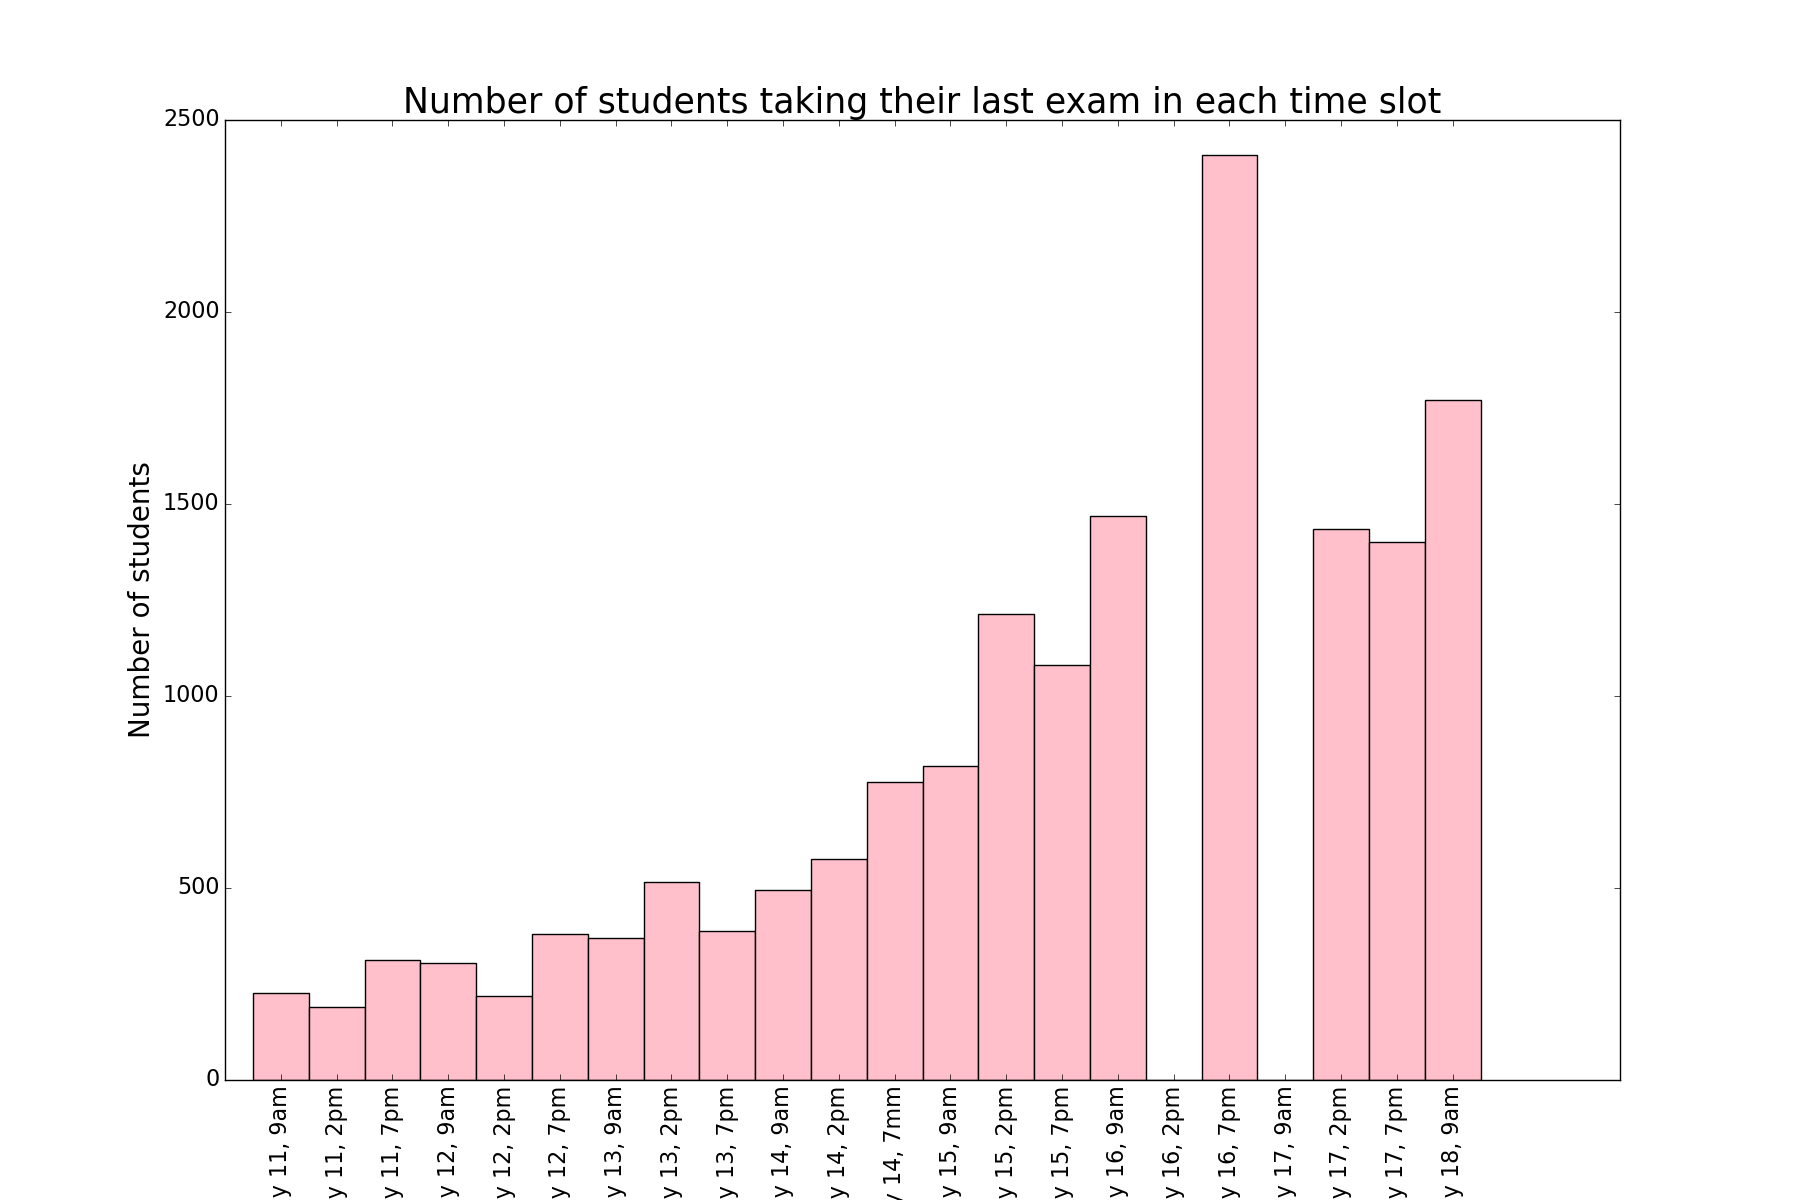 Number of students taking their last exam in each time slot
Number of students
2500
2000
1500
1000
500
0
y 11, 9am
y 11, 2pm
y 11, 7pm
y 12, 9am
y 12, 2pm
y 12, 7pm
y 13, 9am
y 13, 2pm
y 13, 7pm
y 14, 9am
y 14, 2pm
y 14, 7mm
y 15, 9am
y 15, 2pm
y 15, 7pm
y 16, 9am
y 16, 2pm
y 16, 7pm
y 17, 9am
y 17, 2pm
y 17, 7pm
y 18, 9am